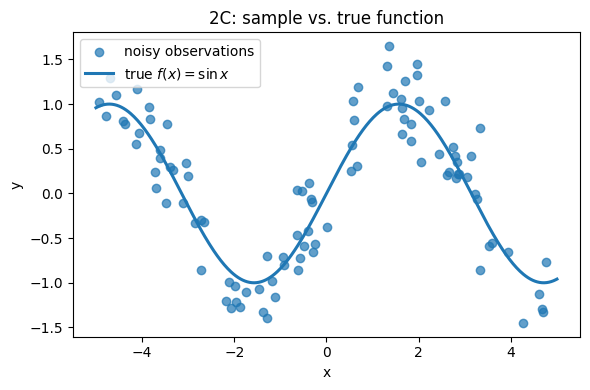 2C: sample vs. true function
noisy observations
true f(x) = sin x
y
1.5
1.0
0.5
0.0
−0.5
−1.0
−1.5
−4
−2
0
2
4
x